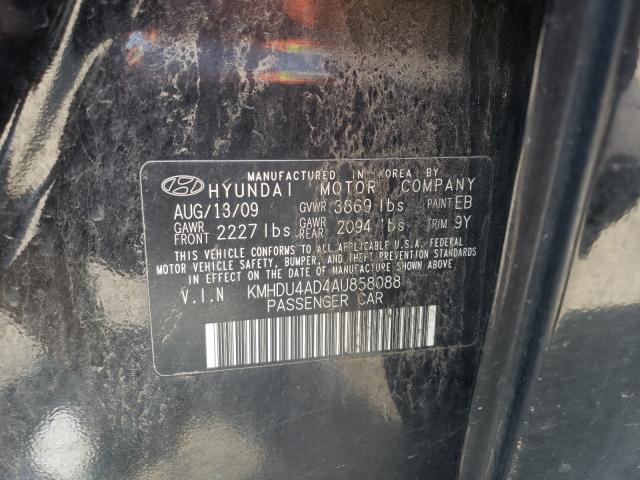 MANUFACTURED IN KOREA BY
HYUNDAI MOTOR COMPANY
AUG/13/09 GVWR 3869 lbs PAINT EB
GAWR FRONT 2227 lbs GAWR REAR 2094 lbs TRIM 9Y
THIS VEHICLE CONFORMS TO ALL APPLICABLE U.S.A. FEDERAL
MOTOR VEHICLE SAFETY, BUMPER, AND THEFT PREVENTION STANDARDS
IN EFFECT ON THE DATE OF MANUFACTURE SHOWN ABOVE.
V.I.N KMHDU4AD4AU858088
PASSENGER CAR